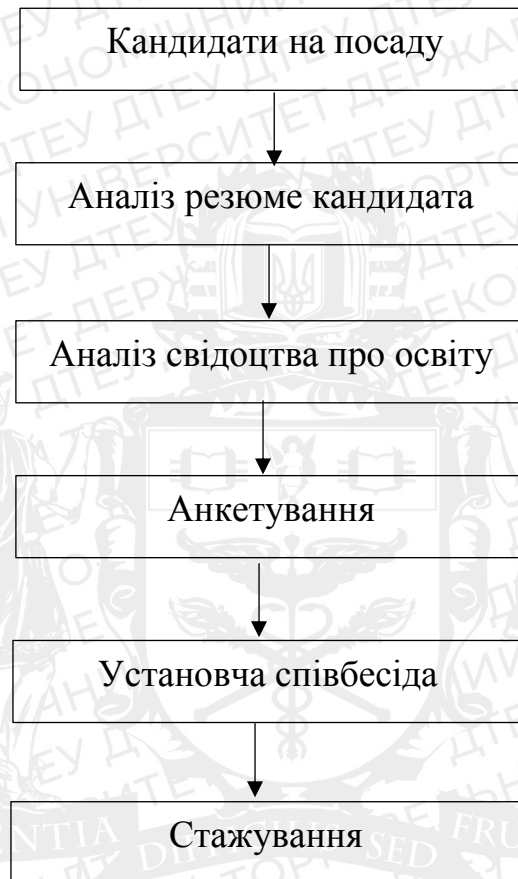 Кандидати на посаду
Аналіз резюме кандидата
Аналіз свідоцтва про освіту
Анкетування
Установча співбесіда
Стажування